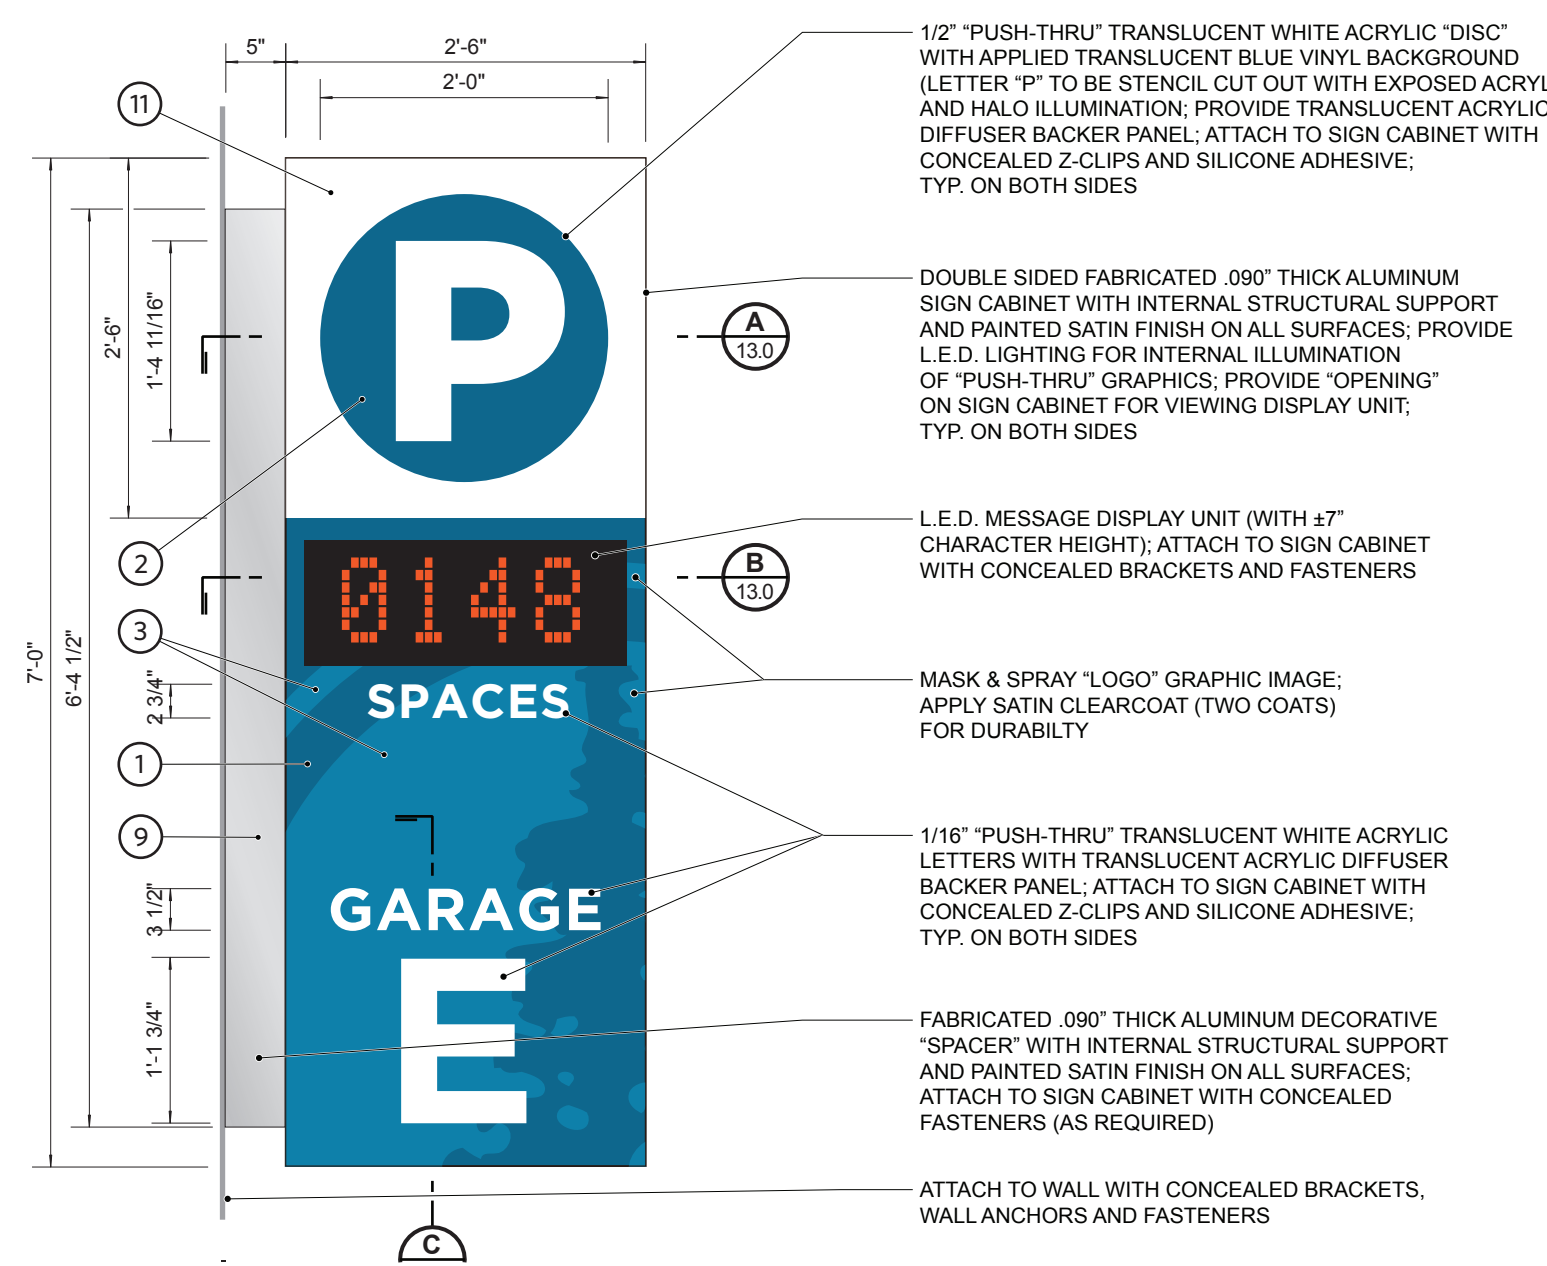 5"
2'-6"
2'-0"
11
7'-0"
6'-4 1/2"
2'-6"
1'-4 11/16"
2
3
2 3/4"
1
9
3 1/2"
1'-1 3/4"
P
0148
SPACES
GARAGE
E
A
13.0
B
13.0
C
1/2” “PUSH-THRU” TRANSLUCENT WHITE ACRYLIC “DISC”
WITH APPLIED TRANSLUCENT BLUE VINYL BACKGROUND
(LETTER “P” TO BE STENCIL CUT OUT WITH EXPOSED ACRYL
AND HALO ILLUMINATION; PROVIDE TRANSLUCENT ACRYLIC
DIFFUSER BACKER PANEL; ATTACH TO SIGN CABINET WITH
CONCEALED Z-CLIPS AND SILICONE ADHESIVE;
TYP. ON BOTH SIDES
DOUBLE SIDED FABRICATED .090” THICK ALUMINUM
SIGN CABINET WITH INTERNAL STRUCTURAL SUPPORT
AND PAINTED SATIN FINISH ON ALL SURFACES; PROVIDE
L.E.D. LIGHTING FOR INTERNAL ILLUMINATION
OF “PUSH-THRU” GRAPHICS; PROVIDE “OPENING”
ON SIGN CABINET FOR VIEWING DISPLAY UNIT;
TYP. ON BOTH SIDES
L.E.D. MESSAGE DISPLAY UNIT (WITH ±7”
CHARACTER HEIGHT); ATTACH TO SIGN CABINET
WITH CONCEALED BRACKETS AND FASTENERS
MASK & SPRAY “LOGO” GRAPHIC IMAGE;
APPLY SATIN CLEARCOAT (TWO COATS)
FOR DURABILTY
1/16” “PUSH-THRU” TRANSLUCENT WHITE ACRYLIC
LETTERS WITH TRANSLUCENT ACRYLIC DIFFUSER
BACKER PANEL; ATTACH TO SIGN CABINET WITH
CONCEALED Z-CLIPS AND SILICONE ADHESIVE;
TYP. ON BOTH SIDES
FABRICATED .090” THICK ALUMINUM DECORATIVE
“SPACER” WITH INTERNAL STRUCTURAL SUPPORT
AND PAINTED SATIN FINISH ON ALL SURFACES;
ATTACH TO SIGN CABINET WITH CONCEALED
FASTENERS (AS REQUIRED)
ATTACH TO WALL WITH CONCEALED BRACKETS,
WALL ANCHORS AND FASTENERS